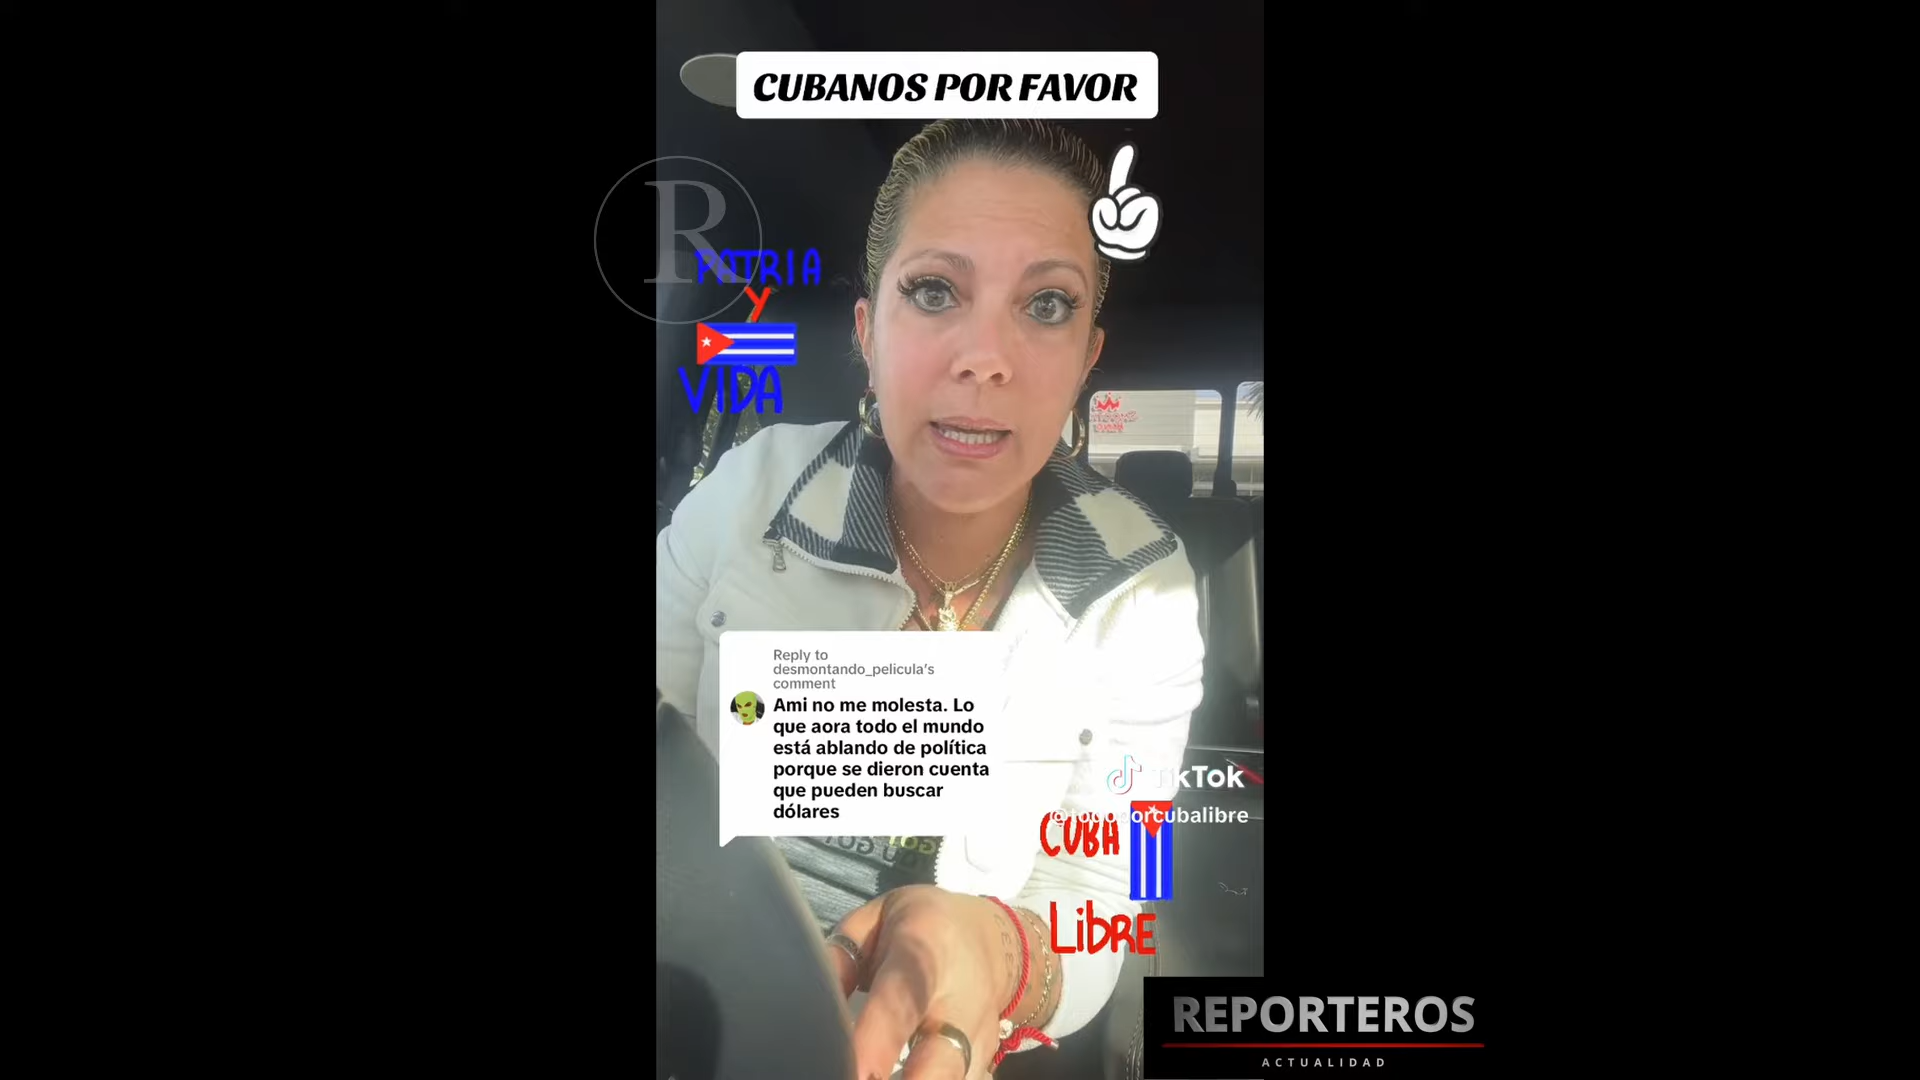 CUBANOS POR FAVOR
R
PATRIA
Y
VIDA
Reply to
desmontando_pelicula's
comment
Ami no me molesta. Lo
que aora todo el mundo
está ablando de política
porque se dieron cuenta
que pueden buscar
dólares
TikTok
@todoporcubalibre
CUBA
LibRE
REPORTEROS
ACTUALIDAD